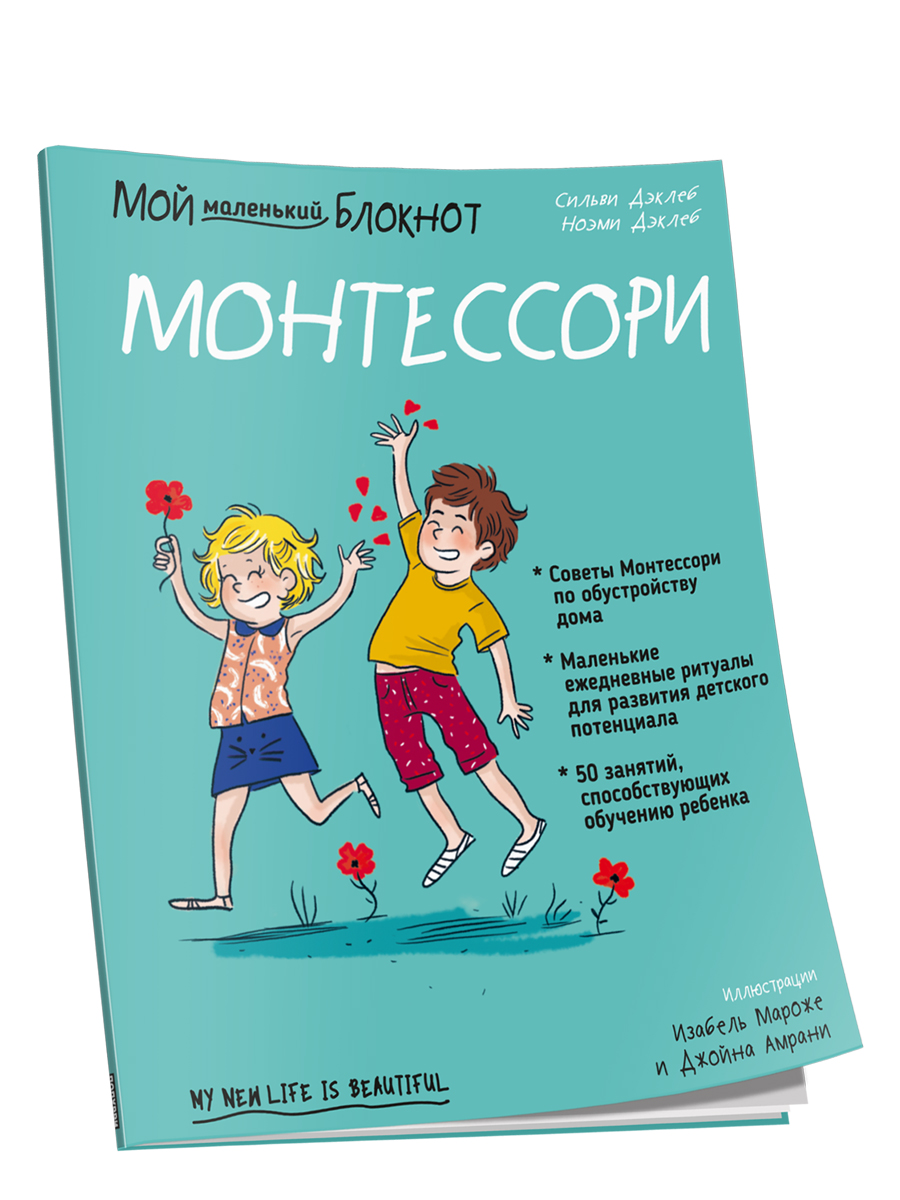 Мой маленький Блокнот
Сильви Дэклеб
Ноэми Дэклеб
МОНТЕССОРИ
* Советы Монтессори
по обустройству
дома
* Маленькие
ежедневные ритуалы
для развития детского
потенциала
* 50 занятий,
способствующих
обучению ребенка
Иллюстрации
Изабель Мароже
и Джойна Амрани
MY NEW LIFE IS BEAUTIFUL